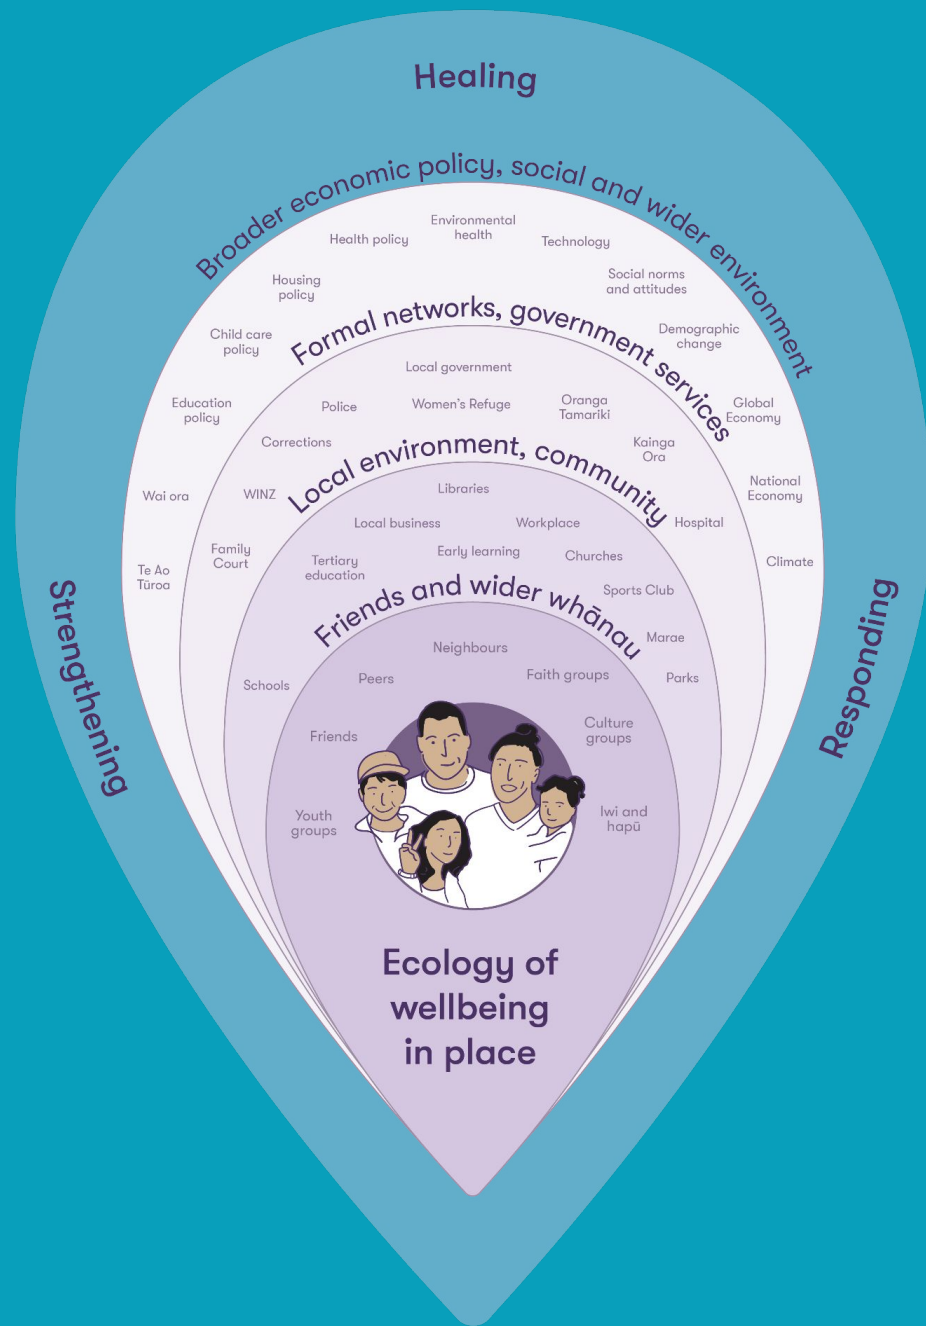 Healing
Broader economic policy, social and wider environment
Environmental
health
Health policy
Technology
Housing
policy
Social norms
and attitudes
Child care
policy
Demographic
change
Education
policy
Global
Economy
Wai ora
National
Economy
Te Ao
Tūroa
Climate
Formal networks, government services
Local government
Police
Women's Refuge
Oranga
Tamariki
Corrections
Kainga
Ora
WINZ
Hospital
Family
Court
Local environment, community
Libraries
Local business
Workplace
Tertiary
education
Early learning
Churches
Sports Club
Marae
Schools
Parks
Friends and wider whānau
Neighbours
Peers
Faith groups
Friends
Culture
groups
Youth
groups
Iwi and
hapū
Ecology of
wellbeing
in place
Strengthening
Responding